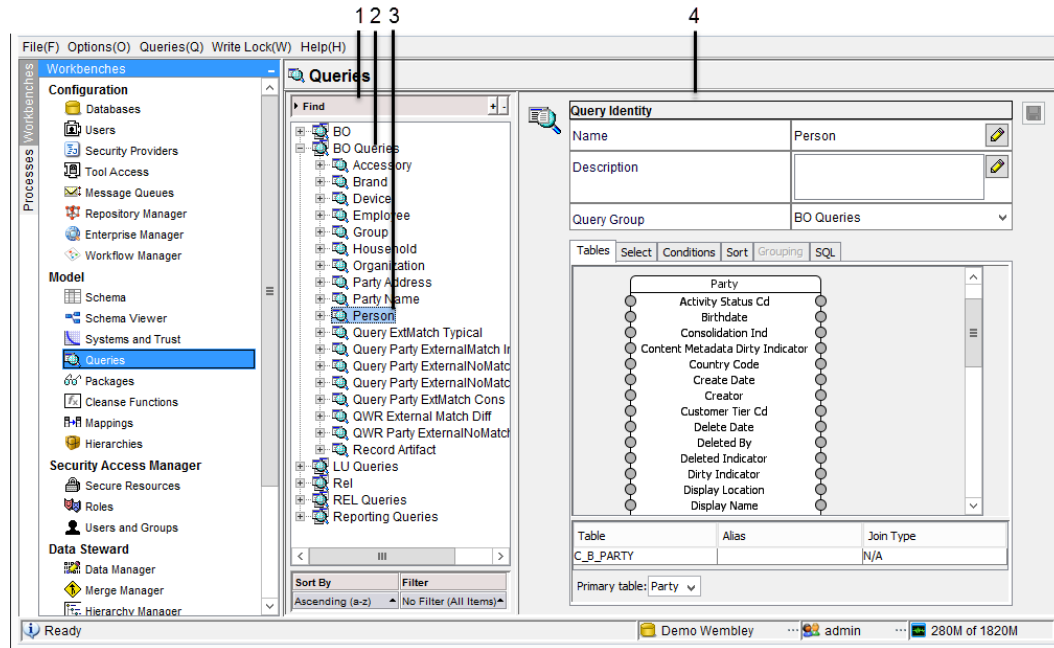 1 2 3 4
File(F) Options(O) Queries(Q) Write Lock(W) Help(H)
Workbenches
Processes
Workbenches
Configuration
Databases
Users
Security Providers
Tool Access
Message Queues
Repository Manager
Enterprise Manager
Workflow Manager
Model
Schema
Schema Viewer
Systems and Trust
Queries
Packages
Cleanse Functions
Mappings
Hierarchies
Security Access Manager
Secure Resources
Roles
Users and Groups
Data Steward
Data Manager
Merge Manager
Hierarchy Manager
Queries
Find
+ -
BO
BO Queries
Accessory
Brand
Device
Employee
Group
Household
Organization
Party Address
Party Name
Person
Query ExtMatch Typical
Query Party ExternalMatch In
Query Party ExternalNoMatc
Query Party ExternalNoMatc
Query Party ExtMatch Cons
QWR External Match Diff
QWR Party ExternalNoMatch
Record Artifact
LU Queries
Rel
REL Queries
Reporting Queries
Sort By Filter
Ascending (a-z) No Filter (All Items)
Query Identity
Name Person
Description
Query Group BO Queries
Tables Select Conditions Sort Grouping SQL
Party
Activity Status Cd
Birthdate
Consolidation Ind
Content Metadata Dirty Indicator
Country Code
Create Date
Creator
Customer Tier Cd
Delete Date
Deleted By
Deleted Indicator
Dirty Indicator
Display Location
Display Name
Table Alias Join Type
C_B_PARTY N/A
Primary table: Party
Ready Demo Wembley ... admin ... 280M of 1820M